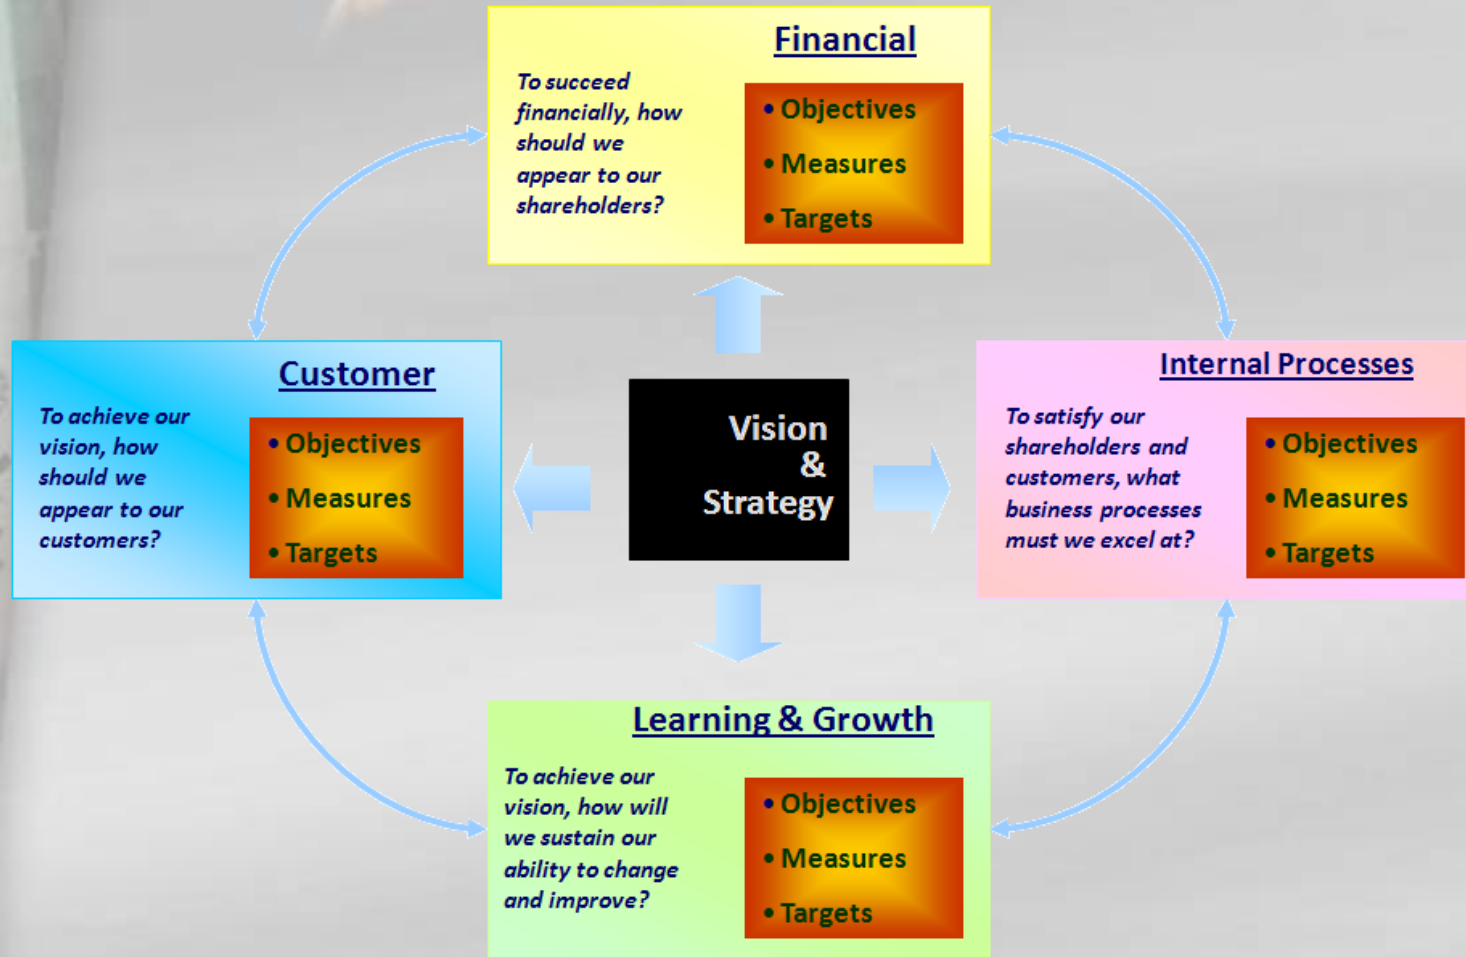 Financial
To succeed
financially, how
should we
appear to our
shareholders?
• Objectives
• Measures
• Targets
Customer
To achieve our
vision, how
should we
appear to our
customers?
• Objectives
• Measures
• Targets
Vision
&
Strategy
Internal Processes
To satisfy our
shareholders and
customers, what
business processes
must we excel at?
• Objectives
• Measures
• Targets
Learning & Growth
To achieve our
vision, how will
we sustain our
ability to change
and improve?
• Objectives
• Measures
• Targets